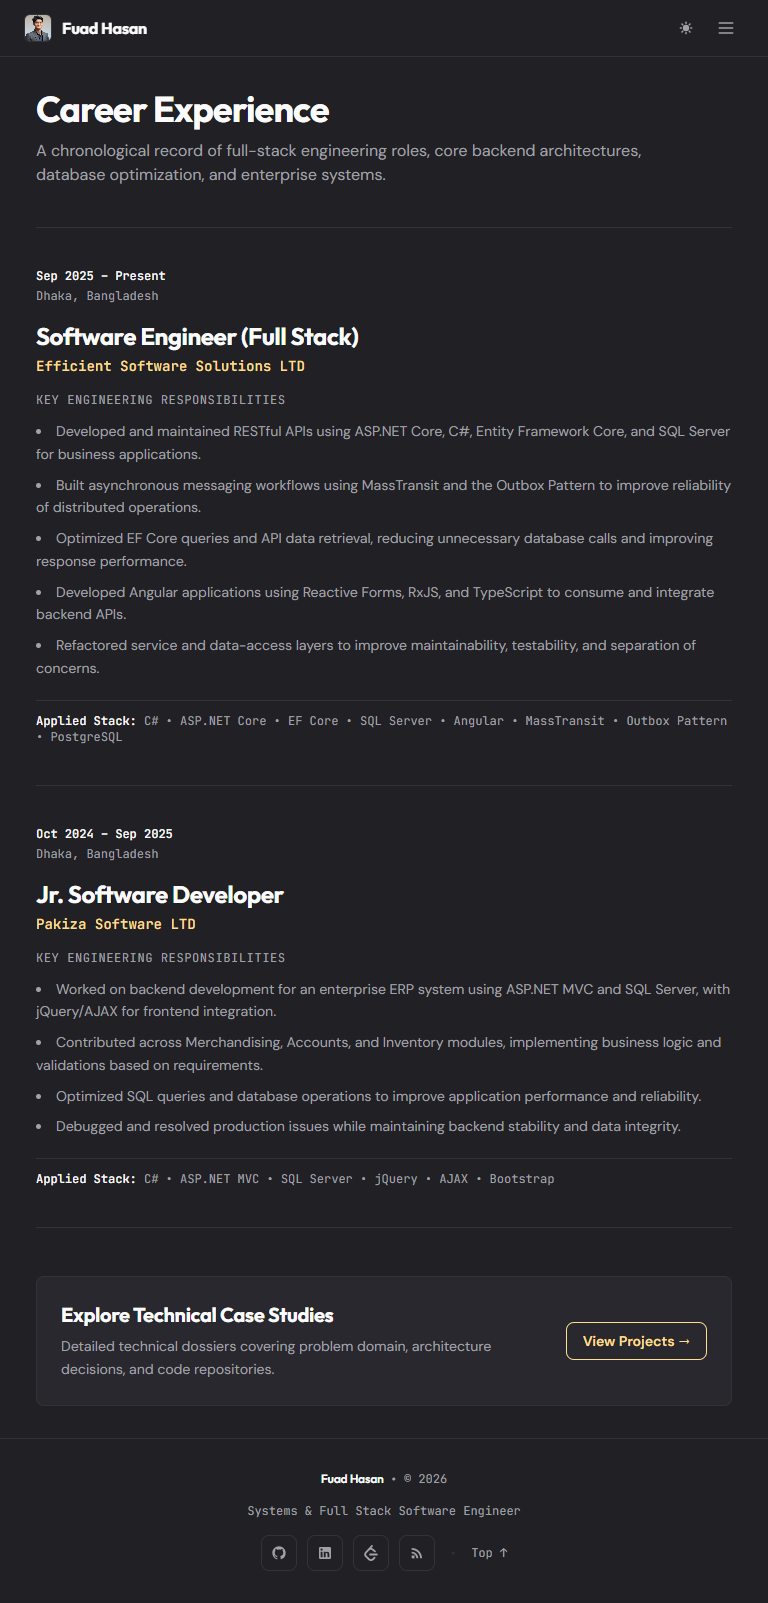 Fuad Hasan
Career Experience
A chronological record of full-stack engineering roles, core backend architectures,
database optimization, and enterprise systems.
Sep 2025 – Present
Dhaka, Bangladesh
Software Engineer (Full Stack)
Efficient Software Solutions LTD
KEY ENGINEERING RESPONSIBILITIES
• Developed and maintained RESTful APIs using ASP.NET Core, C#, Entity Framework Core, and SQL Server
for business applications.
• Built asynchronous messaging workflows using MassTransit and the Outbox Pattern to improve reliability
of distributed operations.
• Optimized EF Core queries and API data retrieval, reducing unnecessary database calls and improving
response performance.
• Developed Angular applications using Reactive Forms, RxJS, and TypeScript to consume and integrate
backend APIs.
• Refactored service and data-access layers to improve maintainability, testability, and separation of
concerns.
Applied Stack: C# • ASP.NET Core • EF Core • SQL Server • Angular • MassTransit • Outbox Pattern
• PostgreSQL
Oct 2024 – Sep 2025
Dhaka, Bangladesh
Jr. Software Developer
Pakiza Software LTD
KEY ENGINEERING RESPONSIBILITIES
• Worked on backend development for an enterprise ERP system using ASP.NET MVC and SQL Server, with
jQuery/AJAX for frontend integration.
• Contributed across Merchandising, Accounts, and Inventory modules, implementing business logic and
validations based on requirements.
• Optimized SQL queries and database operations to improve application performance and reliability.
• Debugged and resolved production issues while maintaining backend stability and data integrity.
Applied Stack: C# • ASP.NET MVC • SQL Server • jQuery • AJAX • Bootstrap
Explore Technical Case Studies
Detailed technical dossiers covering problem domain, architecture
decisions, and code repositories.
View Projects →
Fuad Hasan • © 2026
Systems & Full Stack Software Engineer
Top ↑